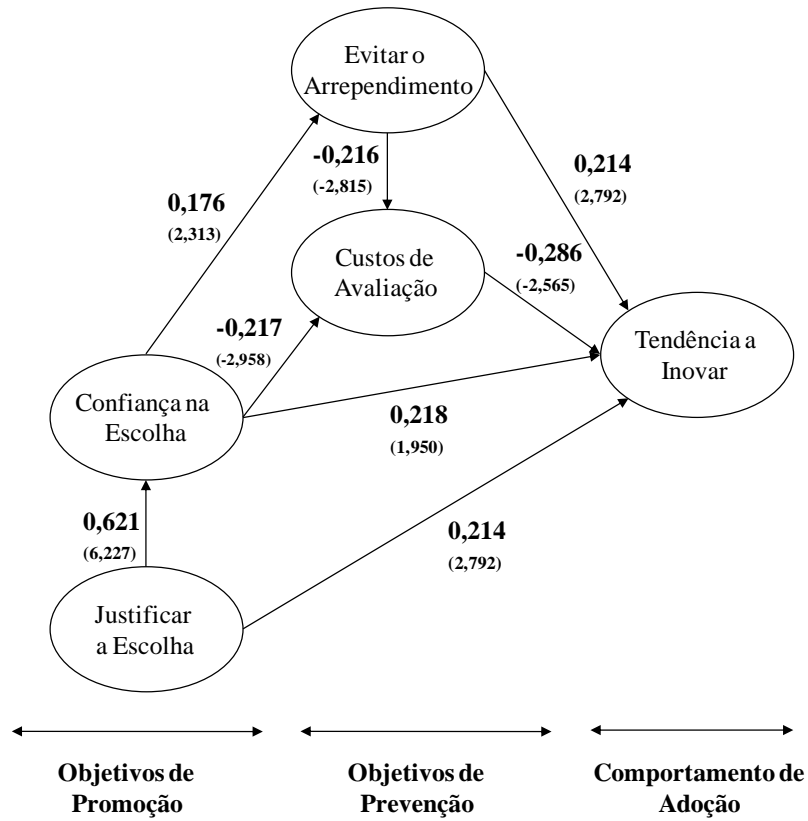 Evitar o
Arrependimento
-0,216
(-2,815)
0,214
(2,792)
0,176
(2,313)
Custos de
Avaliação
-0,286
(-2,565)
-0,217
(-2,958)
Tendência a
Inovar
Confiança na
Escolha
0,218
(1,950)
0,621
(6,227)
0,214
(2,792)
Justificar
a Escolha
Objetivos de
Promoção
Objetivos de
Prevenção
Comportamento de
Adoção